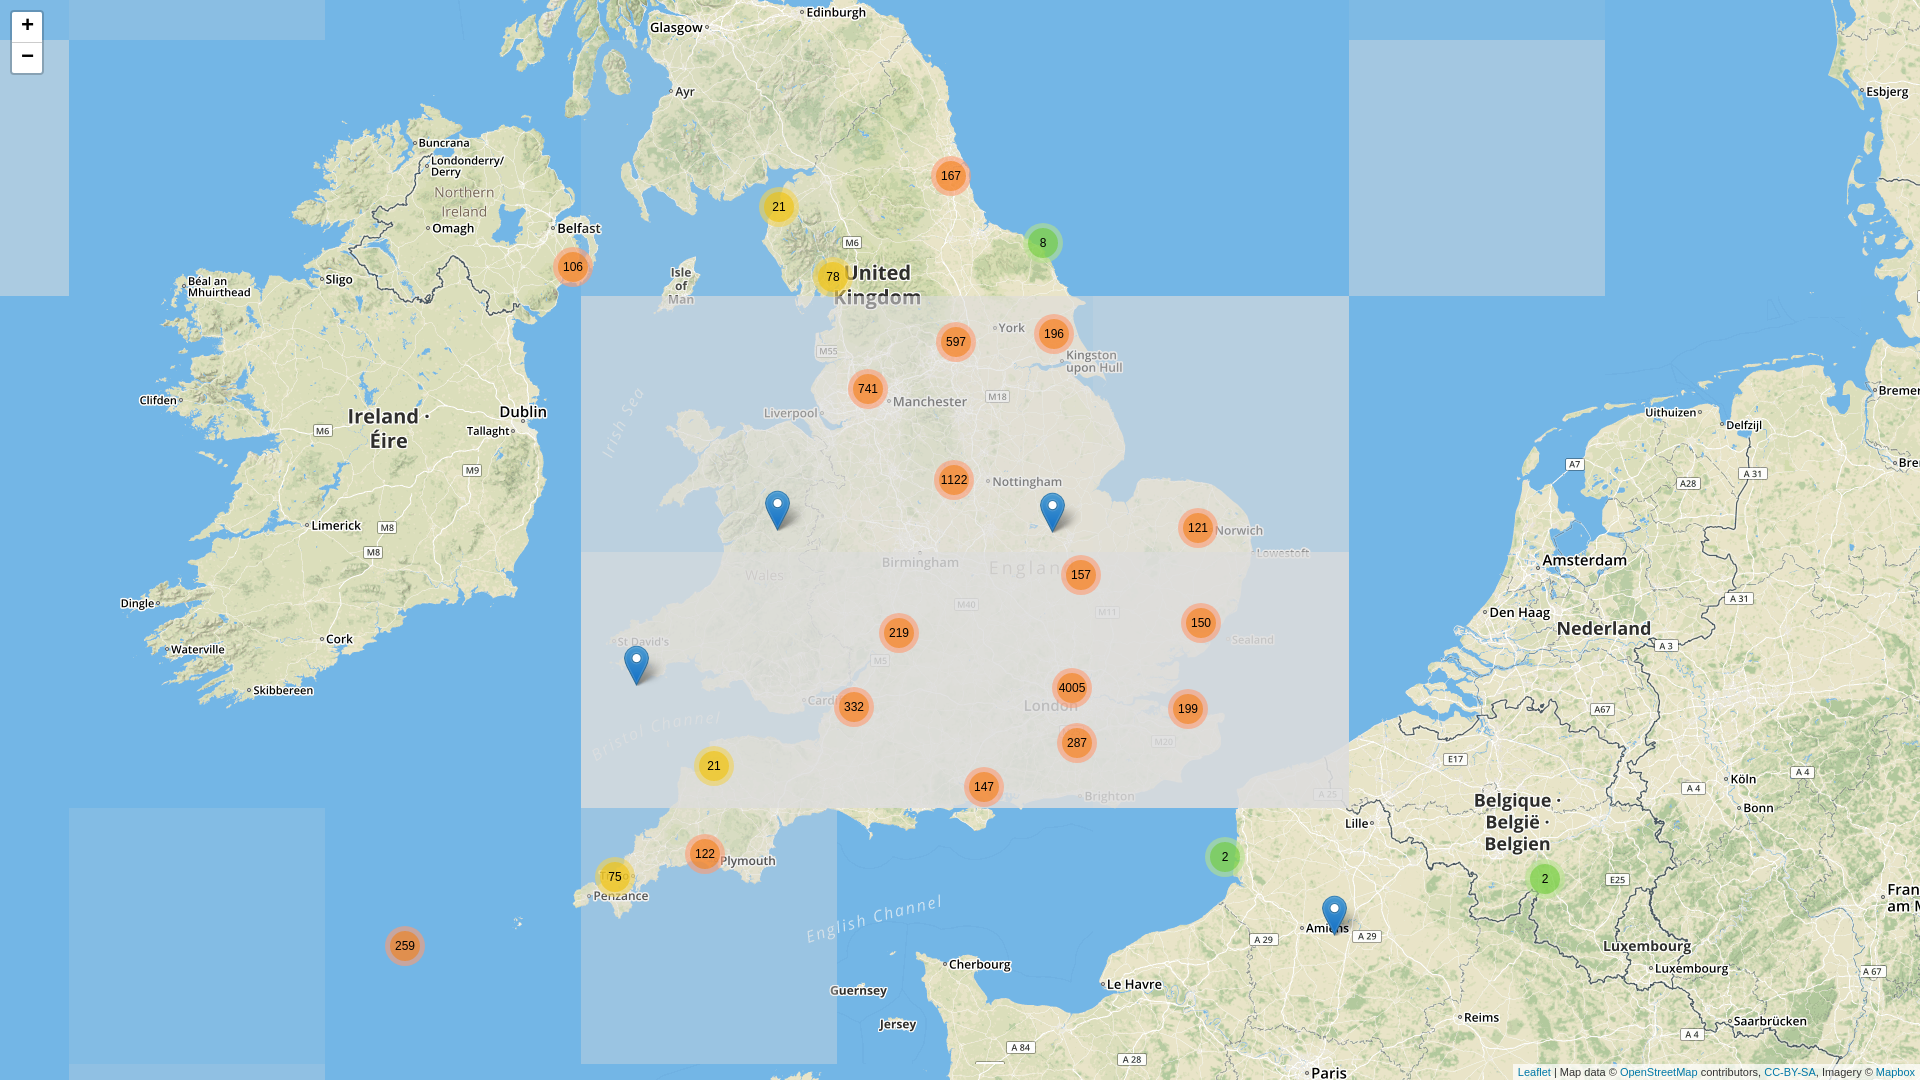 +
−
Glasgow
Edinburgh
Ayr
Esbjerg
Buncrana
Londonderry/
Derry
Northern
Ireland
Omagh
Belfast
167
21
8
M6
106
78
United
Kingdom
Isle
of
Man
Béal an
Mhuirthead
Sligo
York
196
597
M55
Kingston
upon Hull
741
Manchester
M18
Liverpool
Irish Sea
Clifden
Ireland ·
Éire
Dublin
Tallaght
M6
M9
Uithuizen
Delfzijl
Bremer
A7
A 31
A28
Bre
1122
Nottingham
Limerick
M8
M8
121
Norwich
Lowestoft
Birmingham
Englan
157
Wales
Amsterdam
Dingle
M40
M11
Den Haag
A 31
Nederland
A 3
219
150
Sealand
St David's
Cork
Waterville
M5
Skibbereen
4005
London
199
Cardi
332
Bristol Channel
A67
287
M20
E17
21
147
Brighton
A 25
Köln
A 4
A 4
Bonn
Belgique ·
België ·
Belgien
Lille
122
Plymouth
75
Penzance
2
2
E25
Fran
am M
English Channel
259
Amiens
A 29
A 29
Luxembourg
Luxembourg
A 67
Cherbourg
Le Havre
Guernsey
Jersey
Reims
Saarbrücken
A 4
A 84
A 28
Paris
Leaflet | Map data © OpenStreetMap contributors, CC-BY-SA, Imagery © Mapbox